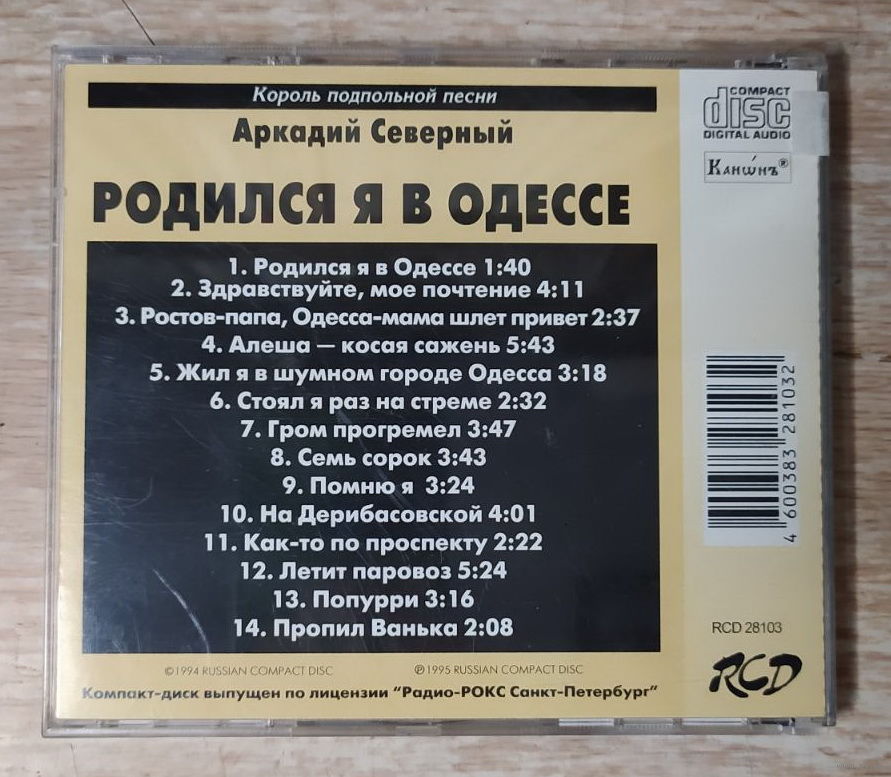 Король подпольной песни
Аркадий Северный
РОДИЛСЯ Я В ОДЕССЕ
1. Родился я в Одессе 1:40
2. Здравствуйте, мое почтение 4:11
3. Ростов-папа, Одесса-мама шлет привет 2:37
4. Алеша — косая сажень 5:43
5. Жил я в шумном городе Одесса 3:18
6. Стоял я раз на стреме 2:32
7. Гром прогремел 3:47
8. Семь сорок 3:43
9. Помню я 3:24
10. На Дерибасовской 4:01
11. Как-то по проспекту 2:22
12. Летит паровоз 5:24
13. Попурри 3:16
14. Пропил Ванька 2:08
©1994 RUSSIAN COMPACT DISC ℗1995 RUSSIAN COMPACT DISC
Компакт-диск выпущен по лицензии “Радио-РОКС Санкт-Петербург”
COMPACT
disc
DIGITAL AUDIO
Канѡ́нъ®
4 600383 281032
RCD 28103
RCD